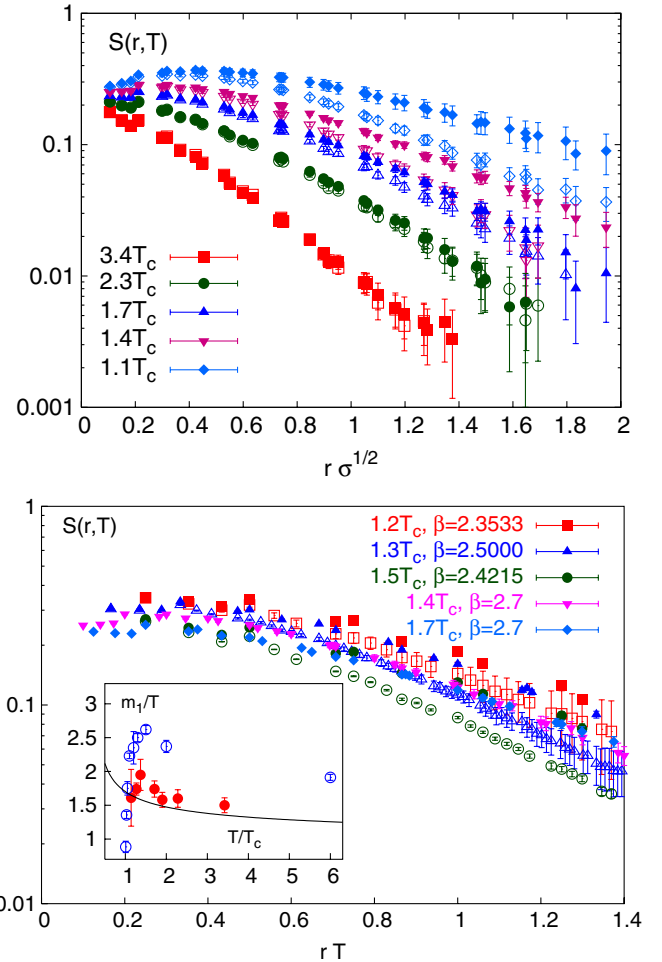 1
S(r,T)
0.1
0.01
3.4T_c
2.3T_c
1.7T_c
1.4T_c
1.1T_c
0.001
0 0.2 0.4 0.6 0.8 1 1.2 1.4 1.6 1.8 2
r σ^{1/2}
1
S(r,T)
1.2T_c, β=2.3533
1.3T_c, β=2.5000
1.5T_c, β=2.4215
1.4T_c, β=2.7
1.7T_c, β=2.7
0.1
m_1/T
3
2.5
2
1.5
1
T/T_c
1 2 3 4 5 6
0.01
0 0.2 0.4 0.6 0.8 1 1.2 1.4
r T